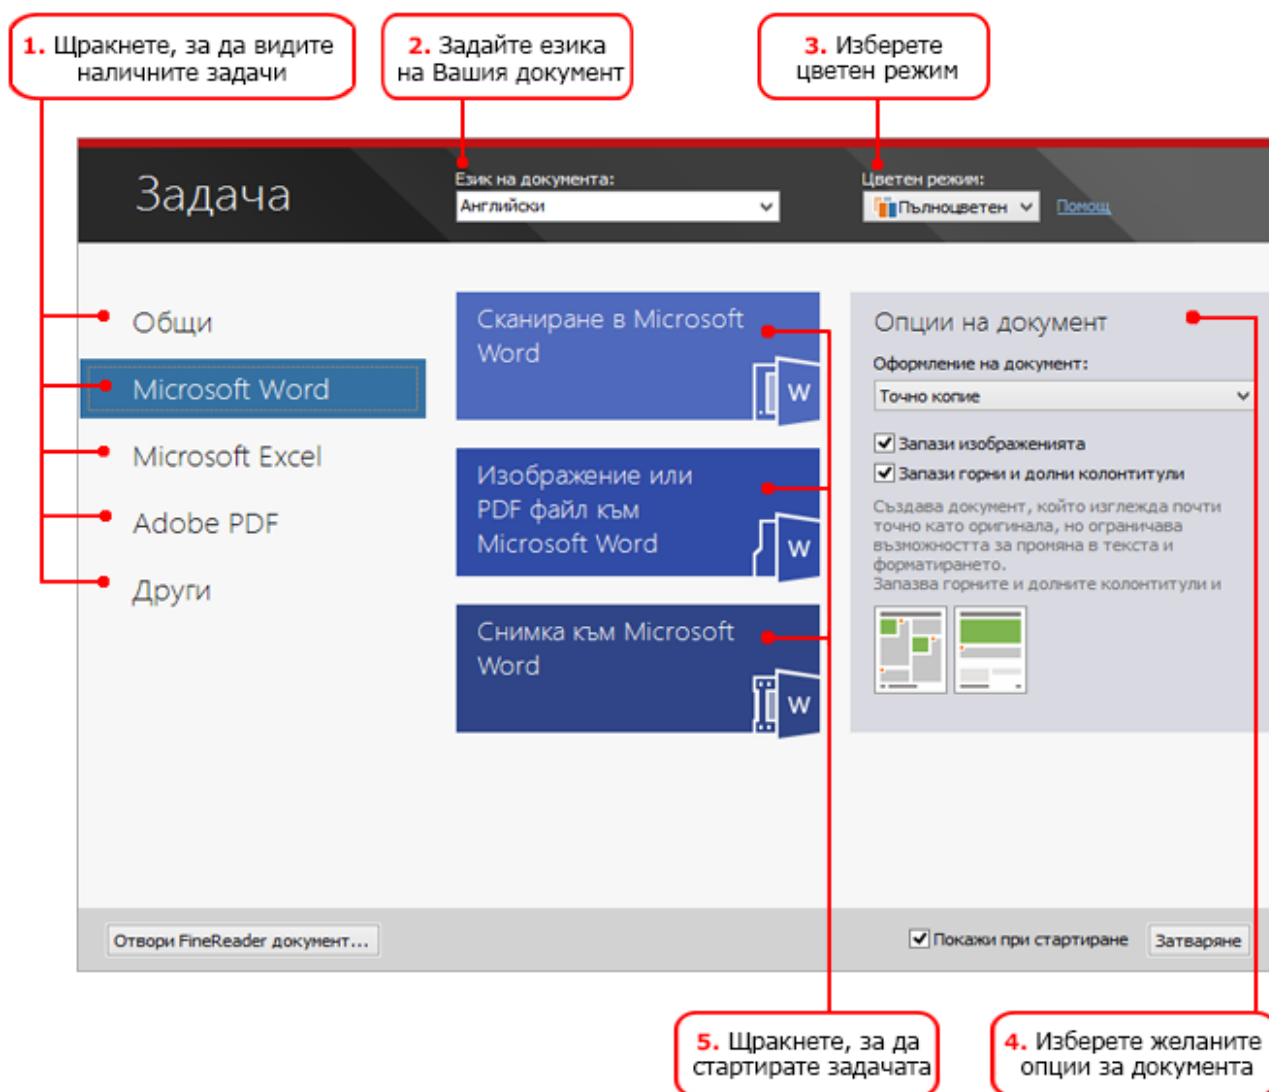 1. Щракнете, за да видите
наличните задачи
2. Задайте езика
на Вашия документ
3. Изберете
цветен режим
Задача
Език на документа:
Английски
Цветен режим:
Пълноцветен
Помощ
Общи
Microsoft Word
Microsoft Excel
Adobe PDF
Други
Сканиране в Microsoft
Word
W
Изображение или
PDF файл към
Microsoft Word
W
Снимка към Microsoft
Word
W
Опции на документ
Оформление на документ:
Точно копие
Запази изображенията
Запази горни и долни колонтитули
Създава документ, който изглежда почти
точно като оригинала, но ограничава
възможността за промяна в текста и
форматирането.
Запазва горните и долните колонтитули и
Отвори FineReader документ...
Покажи при стартиране
Затваряне
5. Щракнете, за да
стартирате задачата
4. Изберете желаните
опции за документа